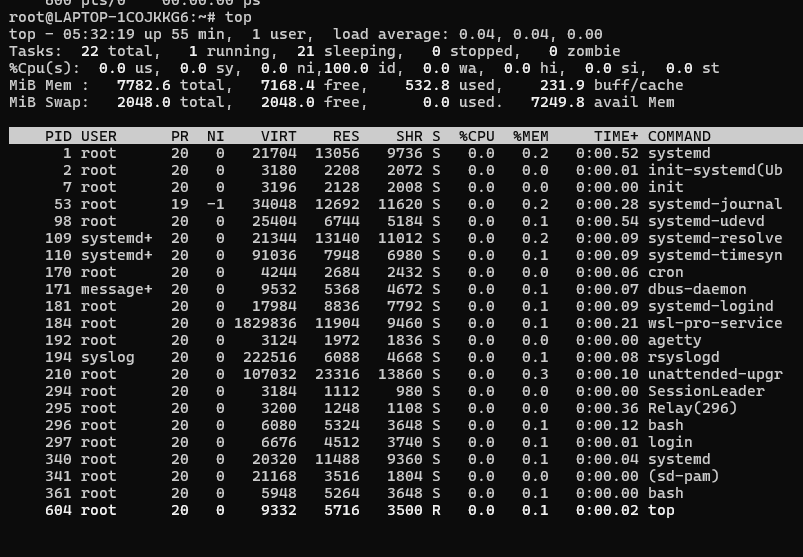 root@LAPTOP-1COJKKG6:~# top
top - 05:32:19 up 55 min,  1 user,  load average: 0.04, 0.04, 0.00
Tasks:  22 total,   1 running,  21 sleeping,   0 stopped,   0 zombie
%Cpu(s):  0.0 us,  0.0 sy,  0.0 ni,100.0 id,  0.0 wa,  0.0 hi,  0.0 si,  0.0 st
MiB Mem :   7782.6 total,   7168.4 free,    532.8 used,    231.9 buff/cache
MiB Swap:   2048.0 total,   2048.0 free,      0.0 used.   7249.8 avail Mem
PID USER      PR  NI    VIRT    RES    SHR S  %CPU  %MEM     TIME+ COMMAND
1 root      20   0   21704  13056   9736 S   0.0   0.2   0:00.52 systemd
2 root      20   0    3180   2208   2072 S   0.0   0.0   0:00.01 init-systemd(Ub
7 root      20   0    3196   2128   2008 S   0.0   0.0   0:00.00 init
53 root      19  -1   34048  12692  11620 S   0.0   0.2   0:00.28 systemd-journal
98 root      20   0   25404   6744   5184 S   0.0   0.1   0:00.54 systemd-udevd
109 systemd+  20   0   21344  13140  11012 S   0.0   0.2   0:00.09 systemd-resolve
110 systemd+  20   0   91036   7948   6980 S   0.0   0.1   0:00.09 systemd-timesyn
170 root      20   0    4244   2684   2432 S   0.0   0.0   0:00.06 cron
171 message+  20   0    9532   5368   4672 S   0.0   0.1   0:00.07 dbus-daemon
181 root      20   0   17984   8836   7792 S   0.0   0.1   0:00.09 systemd-logind
184 root      20   0 1829836  11904   9460 S   0.0   0.1   0:00.21 wsl-pro-service
192 root      20   0    3124   1972   1836 S   0.0   0.0   0:00.00 agetty
194 syslog    20   0  222516   6088   4668 S   0.0   0.1   0:00.08 rsyslogd
210 root      20   0  107032  23316  13860 S   0.0   0.3   0:00.10 unattended-upgr
294 root      20   0    3184   1112    980 S   0.0   0.0   0:00.00 SessionLeader
295 root      20   0    3200   1248   1108 S   0.0   0.0   0:00.36 Relay(296)
296 root      20   0    6080   5324   3648 S   0.0   0.1   0:00.12 bash
297 root      20   0    6676   4512   3740 S   0.0   0.1   0:00.01 login
340 root      20   0   20320  11488   9360 S   0.0   0.1   0:00.04 systemd
341 root      20   0   21168   3516   1804 S   0.0   0.0   0:00.00 (sd-pam)
361 root      20   0    5948   5264   3648 S   0.0   0.1   0:00.00 bash
604 root      20   0    9332   5716   3500 R   0.0   0.1   0:00.02 top